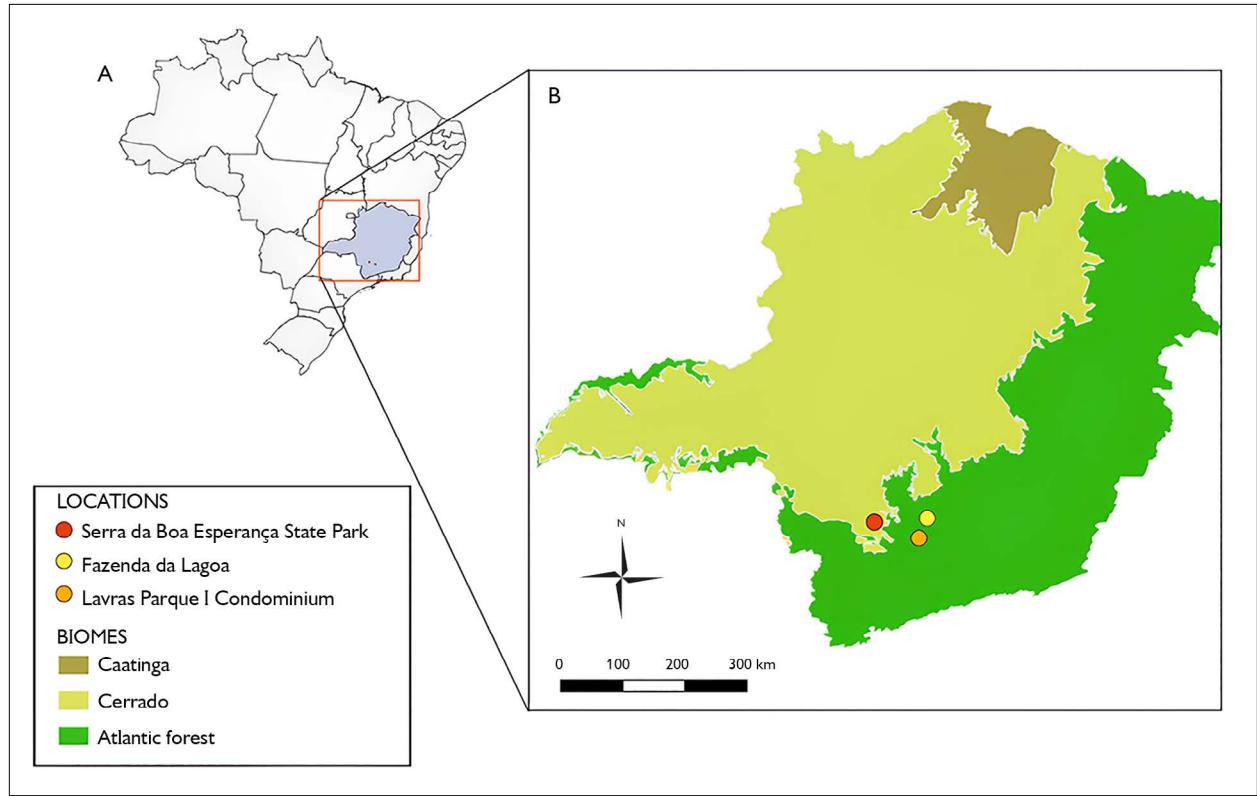 A
B
LOCATIONS
Serra da Boa Esperança State Park
Fazenda da Lagoa
Lavras Parque I Condominium
BIOMES
Caatinga
Cerrado
Atlantic forest
N
0 100 200 300 km